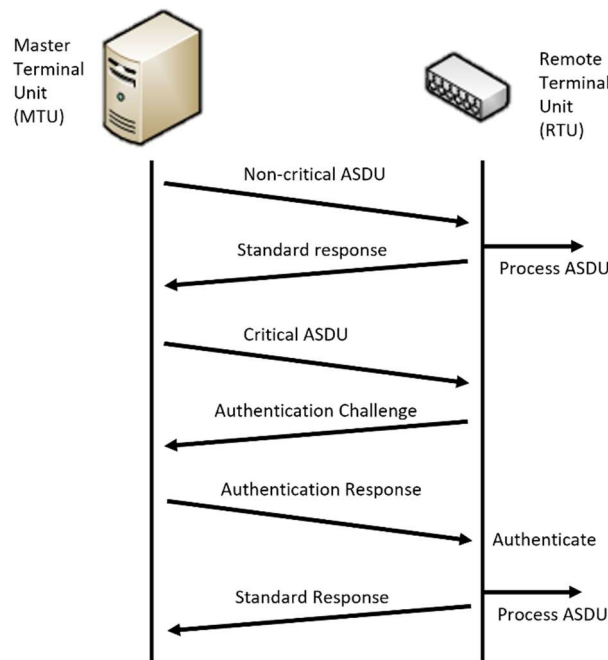 Master
Terminal
Unit
(MTU)
Remote
Terminal
Unit
(RTU)
Non-critical ASDU
Standard response
Process ASDU
Critical ASDU
Authentication Challenge
Authentication Response
Authenticate
Standard Response
Process ASDU